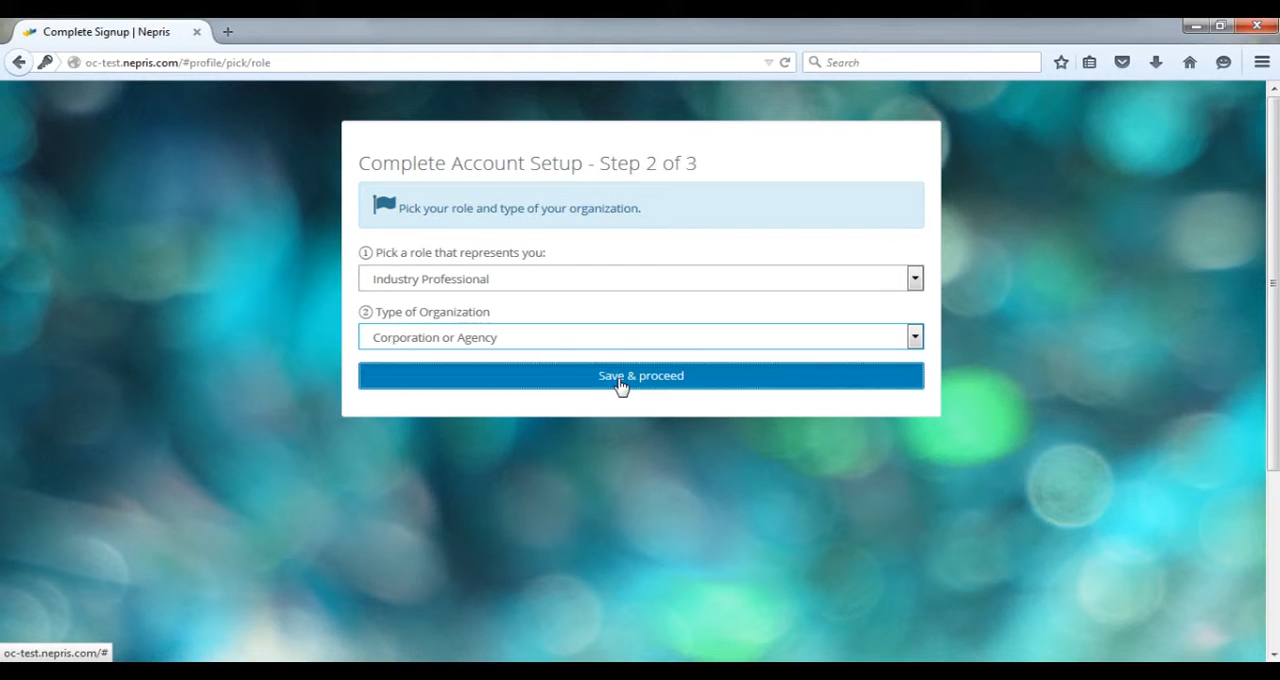 Complete Signup | Nepris
oc-test.nepris.com/#profile/pick/role
Search
Complete Account Setup - Step 2 of 3
Pick your role and type of your organization.
1 Pick a role that represents you:
Industry Professional
2 Type of Organization
Corporation or Agency
Save & proceed
oc-test.nepris.com/#